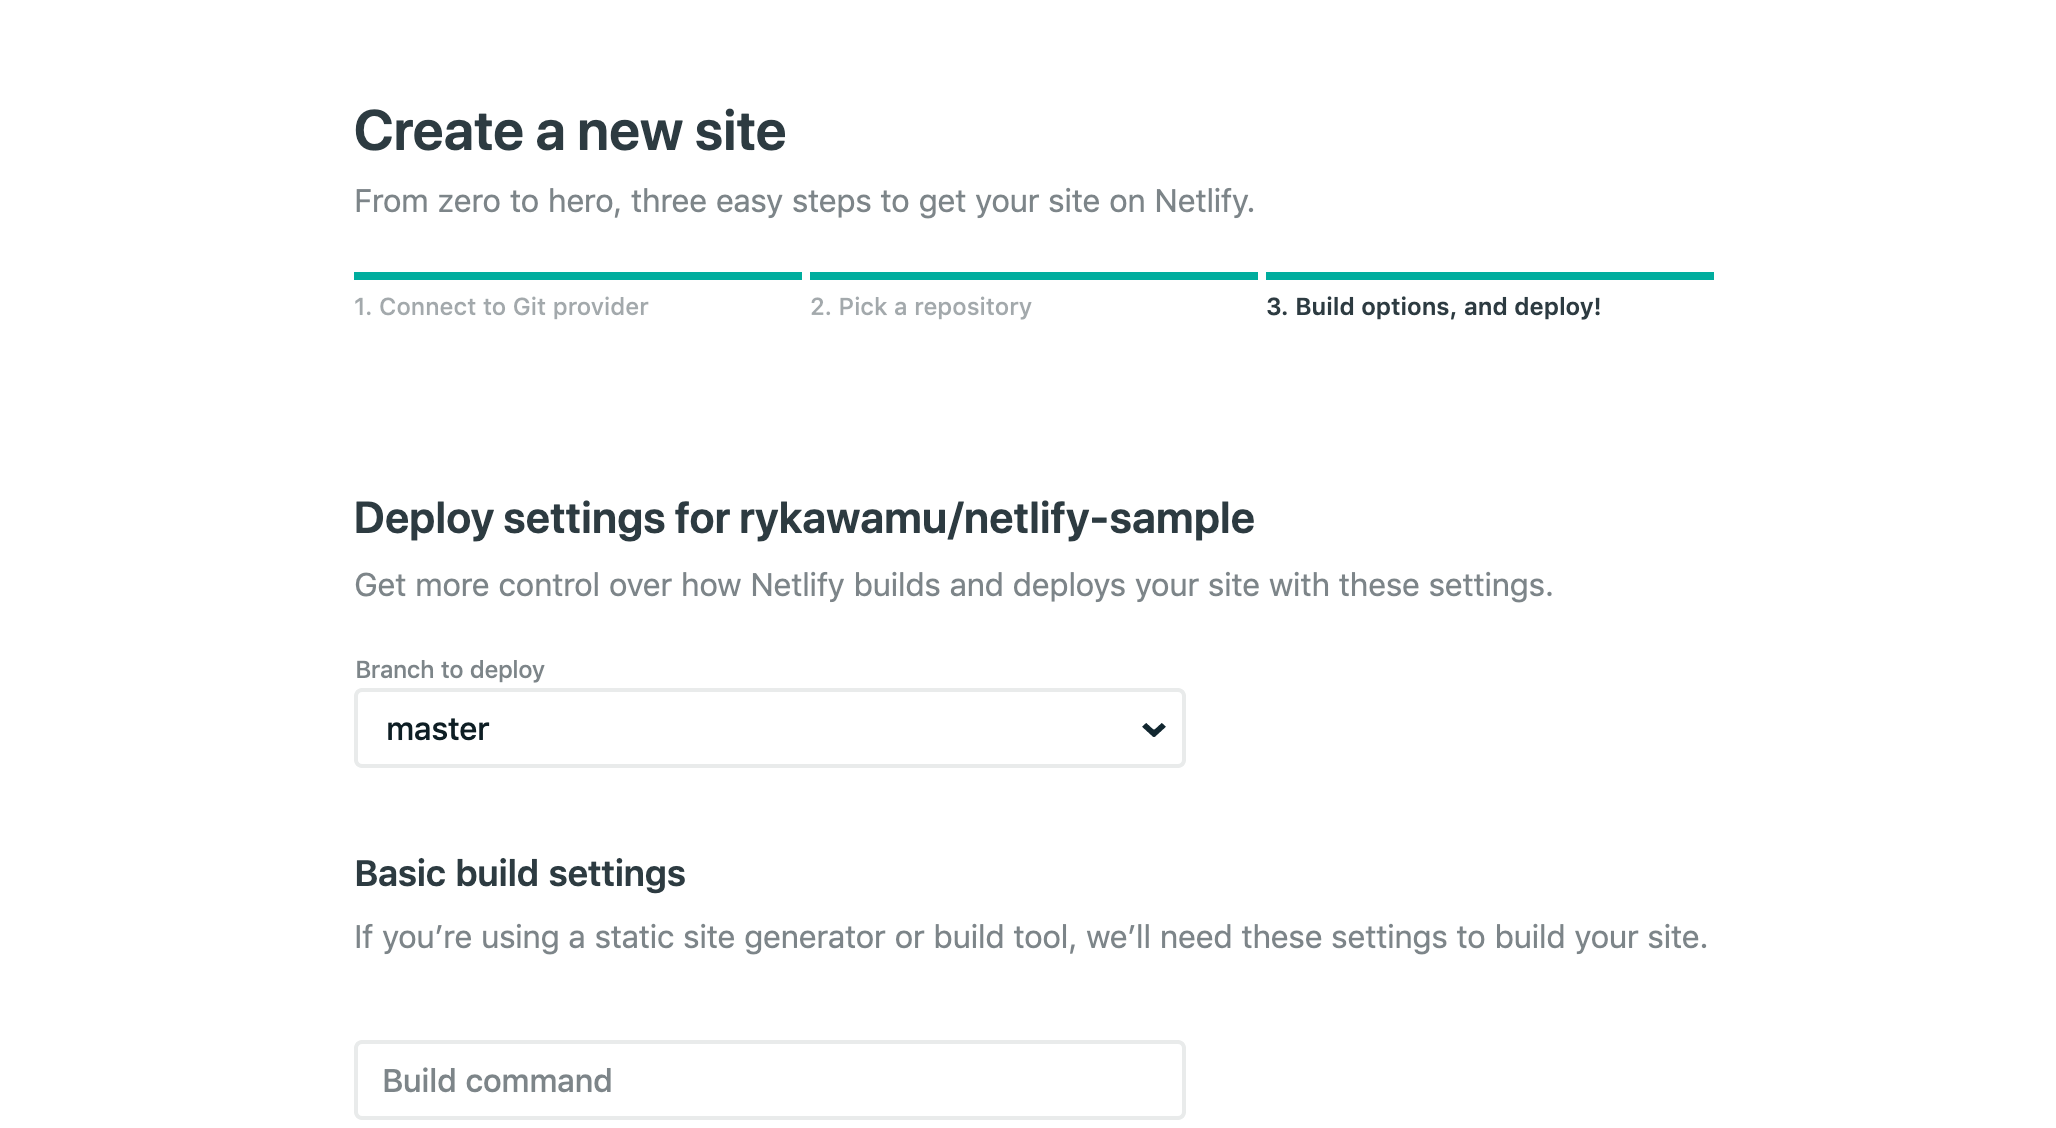 Create a new site
From zero to hero, three easy steps to get your site on Netlify.
1. Connect to Git provider
2. Pick a repository
3. Build options, and deploy!
Deploy settings for rykawamu/netlify-sample
Get more control over how Netlify builds and deploys your site with these settings.
Branch to deploy
master
Basic build settings
If you’re using a static site generator or build tool, we’ll need these settings to build your site.
Build command